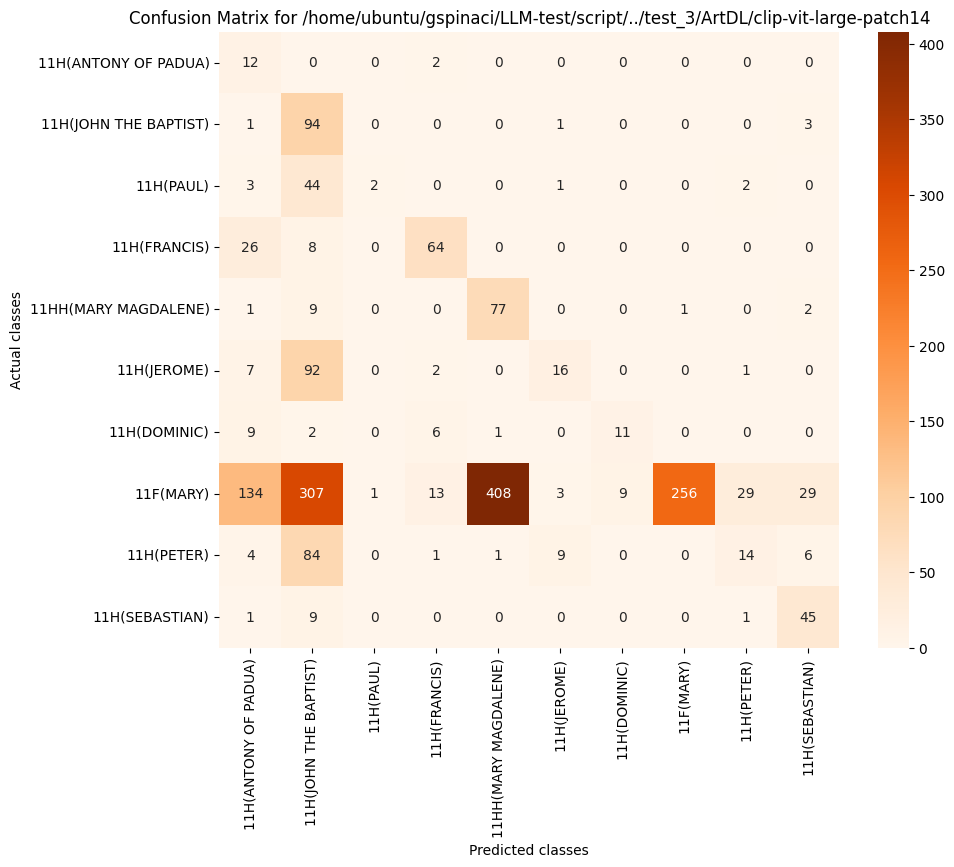 Confusion Matrix for /home/ubuntu/gspinaci/LLM-test/script/../test_3/ArtDL/clip-vit-large-patch14
11H(ANTONY OF PADUA) 12 0 0 2 0 0 0 0 0 0
11H(JOHN THE BAPTIST) 1 94 0 0 0 1 0 0 0 3
11H(PAUL) 3 44 2 0 0 1 0 0 2 0
11H(FRANCIS) 26 8 0 64 0 0 0 0 0 0
11HH(MARY MAGDALENE) 1 9 0 0 77 0 0 1 0 2
11H(JEROME) 7 92 0 2 0 16 0 0 1 0
11H(DOMINIC) 9 2 0 6 1 0 11 0 0 0
11F(MARY) 134 307 1 13 408 3 9 256 29 29
11H(PETER) 4 84 0 1 1 9 0 0 14 6
11H(SEBASTIAN) 1 9 0 0 0 0 0 0 1 45
Actual classes
11H(ANTONY OF PADUA)
11H(JOHN THE BAPTIST)
11H(PAUL)
11H(FRANCIS)
11HH(MARY MAGDALENE)
11H(JEROME)
11H(DOMINIC)
11F(MARY)
11H(PETER)
11H(SEBASTIAN)
Predicted classes
400
350
300
250
200
150
100
50
0